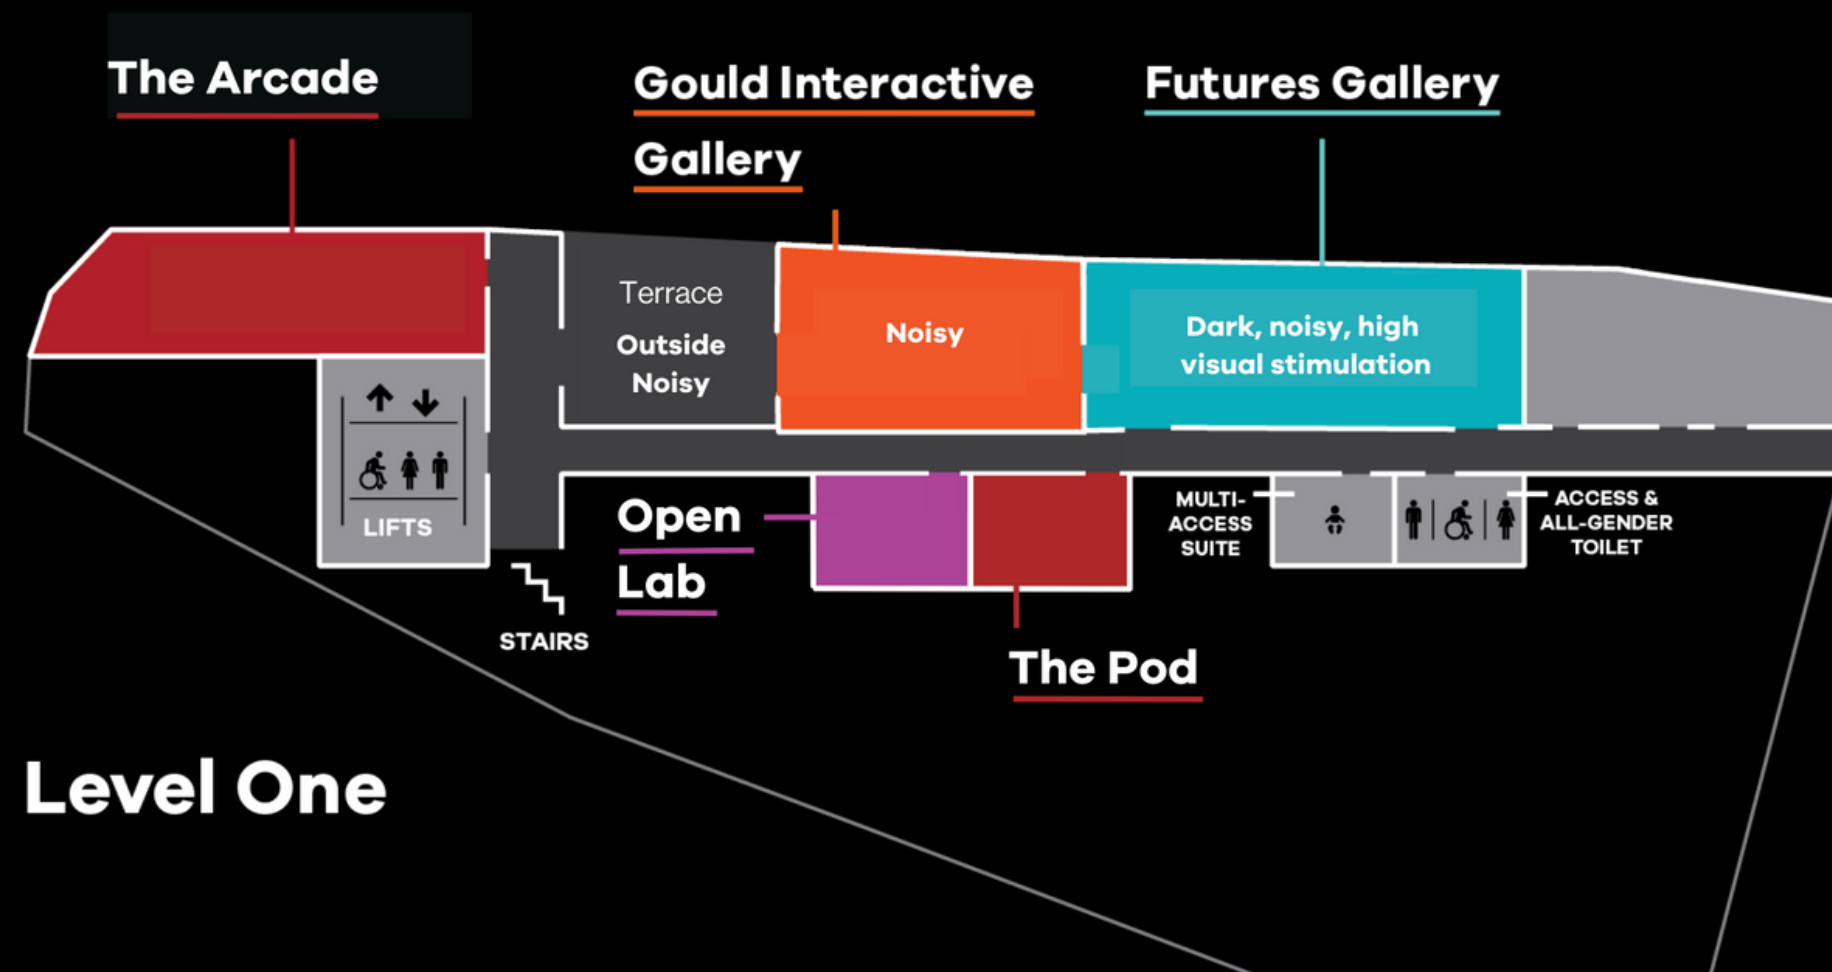 The Arcade
Gould Interactive
Gallery
Futures Gallery
Terrace
Outside
Noisy
Noisy
Dark, noisy, high
visual stimulation
LIFTS
STAIRS
Open
Lab
The Pod
MULTI-
ACCESS
SUITE
ACCESS &
ALL-GENDER
TOILET
Level One